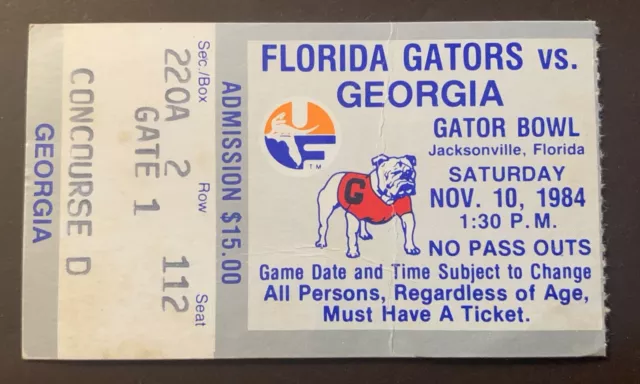 Sec./Box Row Seat
220A 2 112
GATE 1
CONCOURSE D
GEORGIA
ADMISSION $15.00
FLORIDA GATORS vs.
GEORGIA
GATOR BOWL
Jacksonville, Florida
SATURDAY
NOV. 10, 1984
1:30 P.M.
NO PASS OUTS
Game Date and Time Subject to Change
All Persons, Regardless of Age,
Must Have A Ticket.
UF
TM
G